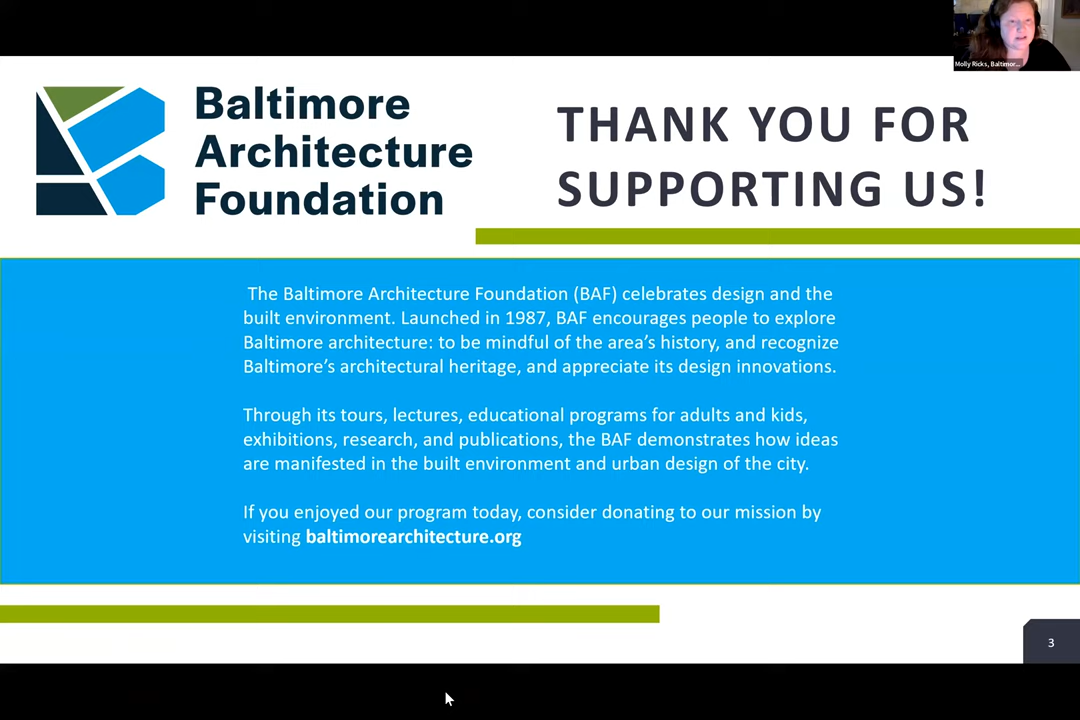 Molly Ricks, Baltimor...
Baltimore
Architecture
Foundation
THANK YOU FOR
SUPPORTING US!
The Baltimore Architecture Foundation (BAF) celebrates design and the
built environment. Launched in 1987, BAF encourages people to explore
Baltimore architecture: to be mindful of the area’s history, and recognize
Baltimore’s architectural heritage, and appreciate its design innovations.
Through its tours, lectures, educational programs for adults and kids,
exhibitions, research, and publications, the BAF demonstrates how ideas
are manifested in the built environment and urban design of the city.
If you enjoyed our program today, consider donating to our mission by
visiting baltimorearchitecture.org
3